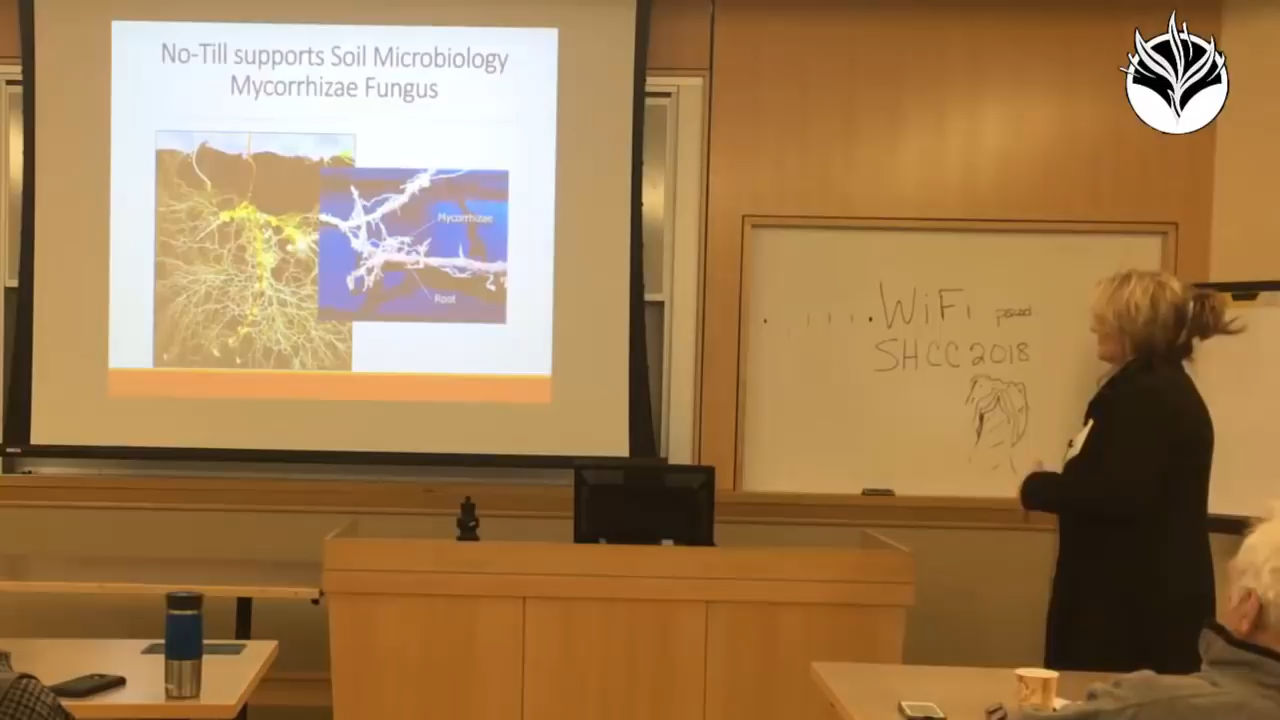 No-Till supports Soil Microbiology
Mycorrhizae Fungus
Mycorrhizae
Root
WiFi
SHCC2018